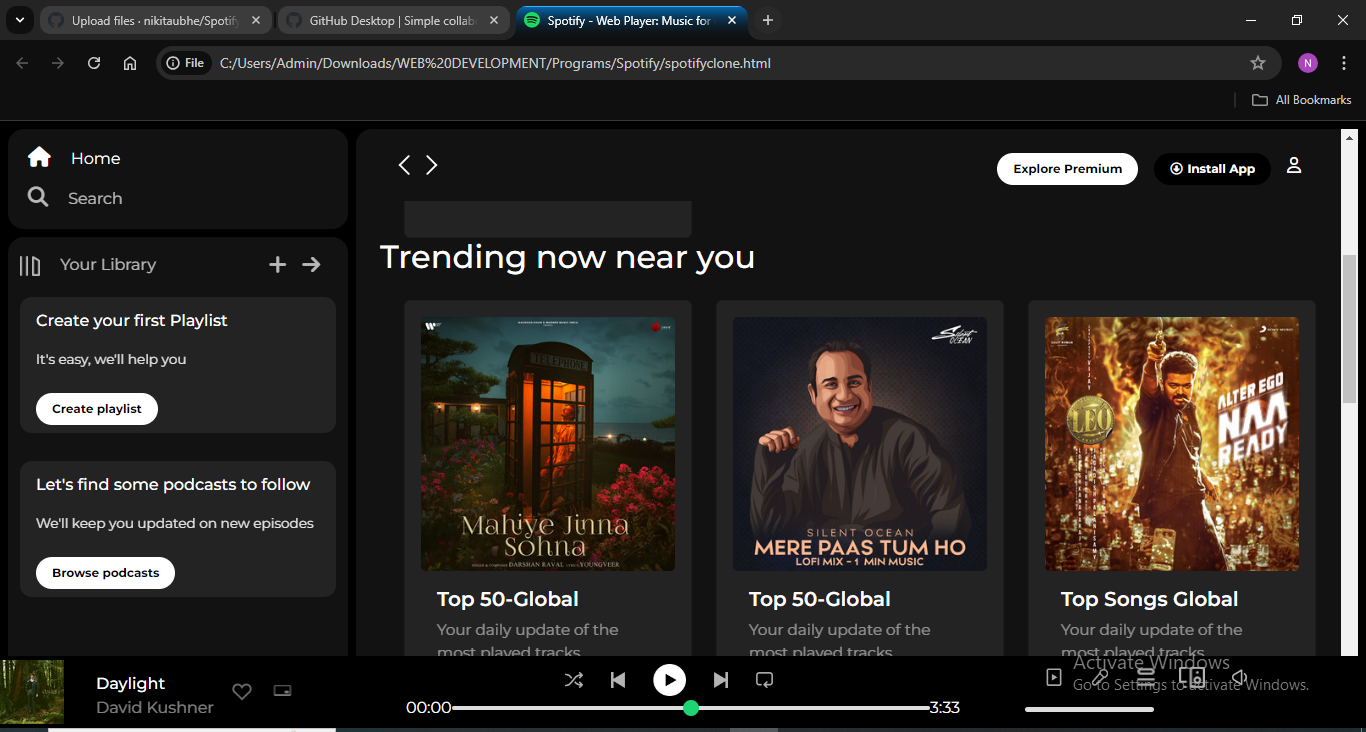 Upload files · nikitaubhe/Spotify
GitHub Desktop | Simple collab
Spotify - Web Player: Music for
File
C:/Users/Admin/Downloads/WEB%20DEVELOPMENT/Programs/Spotify/spotifyclone.html
N
All Bookmarks
Home
Search
Your Library
Create your first Playlist
It's easy, we'll help you
Create playlist
Let's find some podcasts to follow
We'll keep you updated on new episodes
Browse podcasts
Explore Premium
Install App
Trending now near you
TELEPHONE
Mahiye Jinna
Sohna
DARSHAN RAVAL
YOUNGVEER
Top 50-Global
Your daily update of the
most played tracks
Silent
OCEAN
SILENT OCEAN
MERE PAAS TUM HO
LOFI MIX - 1 MIN MUSIC
Top 50-Global
Your daily update of the
most played tracks
ALTER EGO
NAA
READY
LEO
Top Songs Global
Your daily update of the
most played tracks
Daylight
David Kushner
00:00
3:33
Activate Windows
Go to Settings to activate Windows.